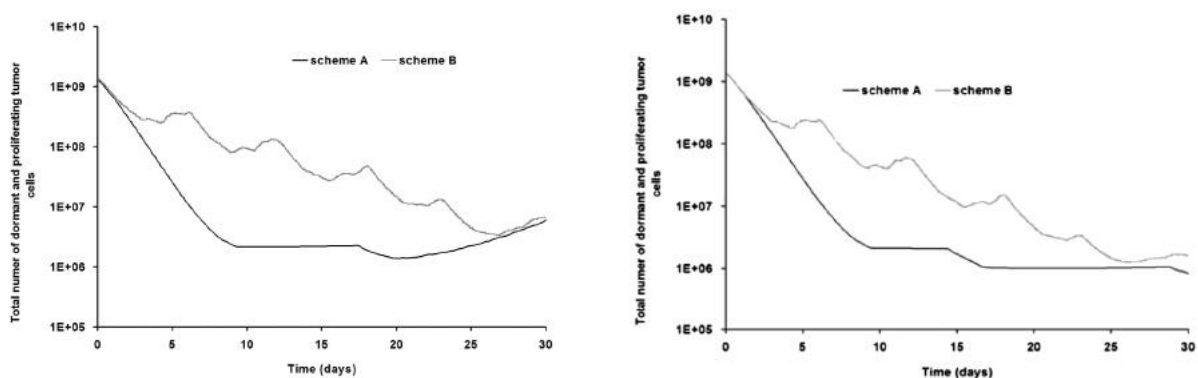 1E+10
1E+09
1E+08
1E+07
1E+06
1E+05
Total numer of dormant and proliferating tumor
cells
scheme A
scheme B
0 5 10 15 20 25 30
Time (days)
1E+10
1E+09
1E+08
1E+07
1E+06
1E+05
Total numer of dormant and proliferating tumor
cells
scheme A
scheme B
0 5 10 15 20 25 30
Time (days)